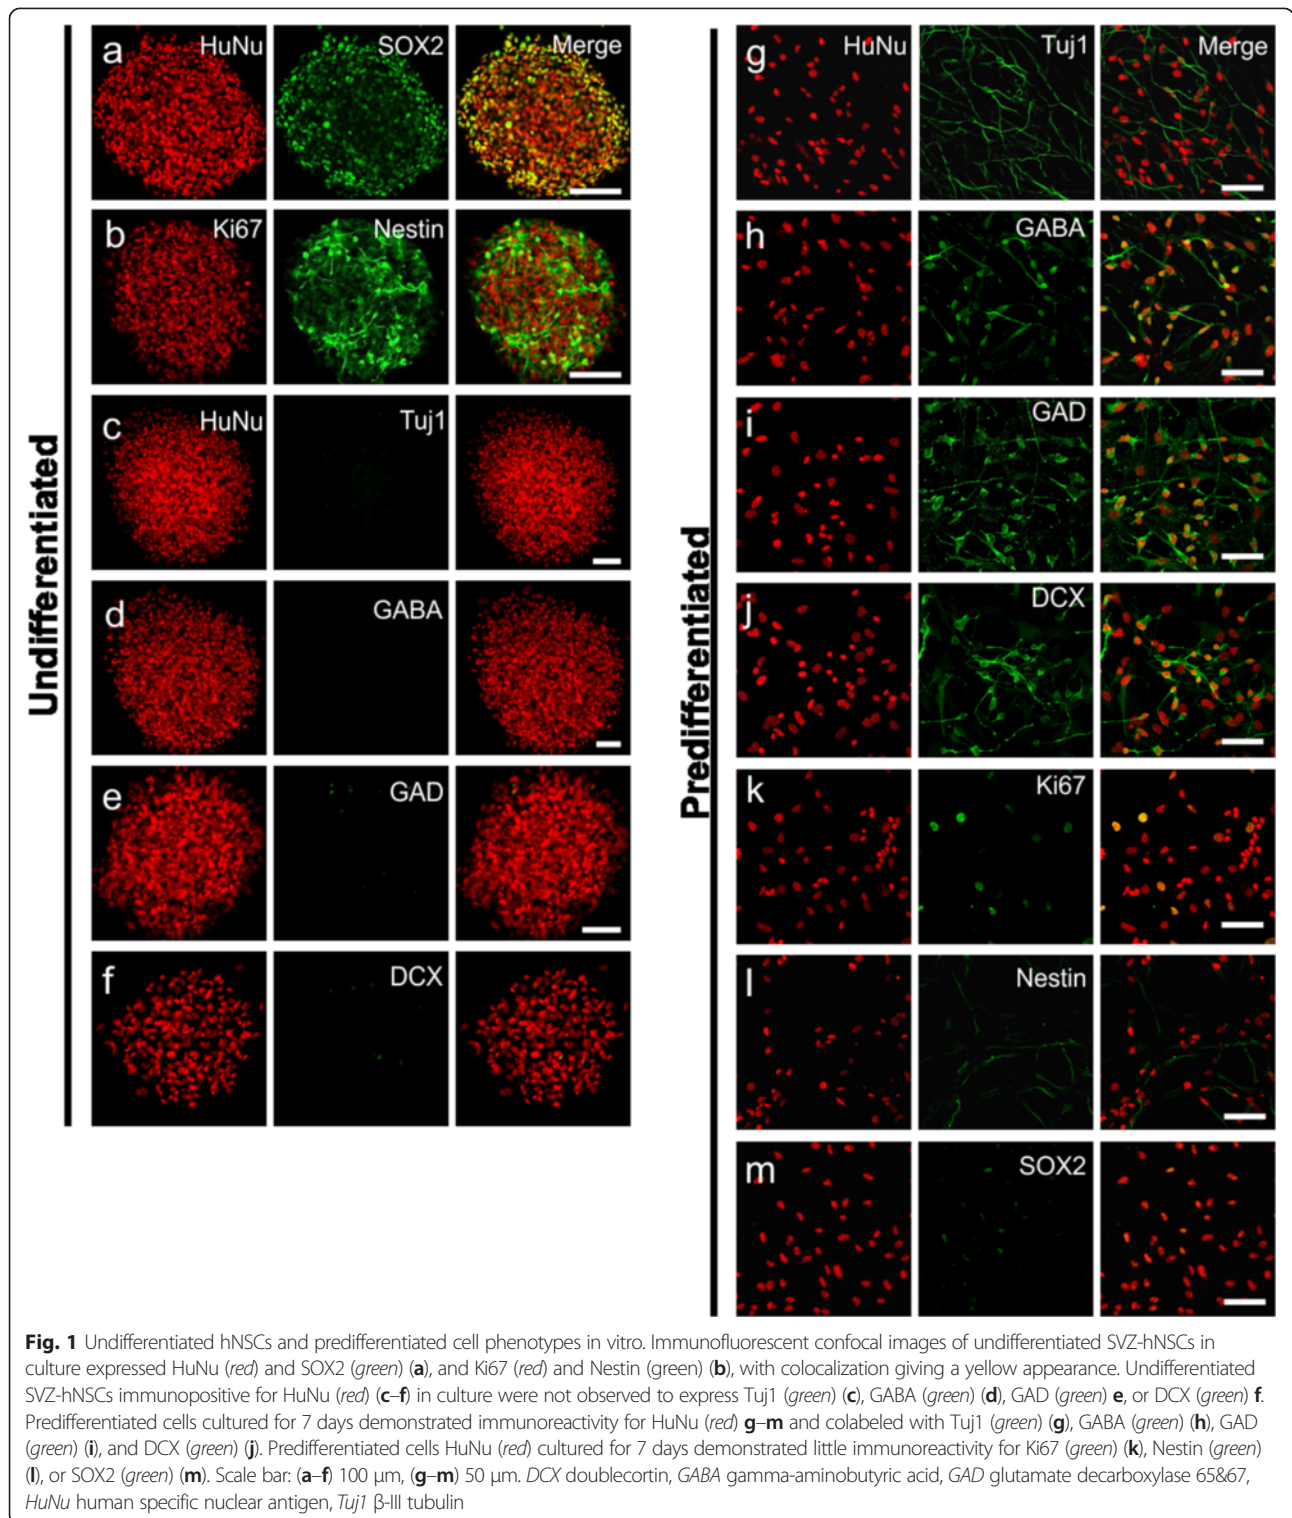 Undifferentiated
a HuNu SOX2 Merge
b Ki67 Nestin
c HuNu Tuj1
d GABA
e GAD
f DCX
Predifferentiated
g HuNu Tuj1 Merge
h GABA
i GAD
j DCX
k Ki67
l Nestin
m SOX2
Fig. 1 Undifferentiated hNSCs and predifferentiated cell phenotypes in vitro. Immunofluorescent confocal images of undifferentiated SVZ-hNSCs in
culture expressed HuNu (red) and SOX2 (green) (a), and Ki67 (red) and Nestin (green) (b), with colocalization giving a yellow appearance. Undifferentiated
SVZ-hNSCs immunopositive for HuNu (red) (c–f) in culture were not observed to express Tuj1 (green) (c), GABA (green) (d), GAD (green) e, or DCX (green) f.
Predifferentiated cells cultured for 7 days demonstrated immunoreactivity for HuNu (red) g–m and colabeled with Tuj1 (green) (g), GABA (green) (h), GAD
(green) (i), and DCX (green) (j). Predifferentiated cells HuNu (red) cultured for 7 days demonstrated little immunoreactivity for Ki67 (green) (k), Nestin (green)
(l), or SOX2 (green) (m). Scale bar: (a–f) 100 μm, (g–m) 50 μm. DCX doublecortin, GABA gamma-aminobutyric acid, GAD glutamate decarboxylase 65&67,
HuNu human specific nuclear antigen, Tuj1 β-III tubulin